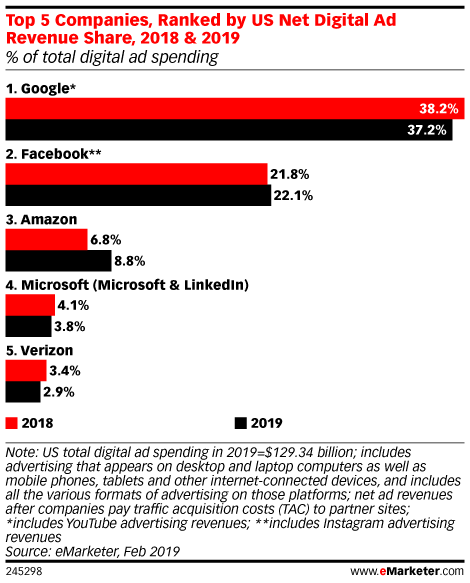 Top 5 Companies, Ranked by US Net Digital Ad
Revenue Share, 2018 & 2019
% of total digital ad spending
1. Google*
38.2%
37.2%
2. Facebook**
21.8%
22.1%
3. Amazon
6.8%
8.8%
4. Microsoft (Microsoft & LinkedIn)
4.1%
3.8%
5. Verizon
3.4%
2.9%
2018 2019
Note: US total digital ad spending in 2019=$129.34 billion; includes
advertising that appears on desktop and laptop computers as well as
mobile phones, tablets and other internet-connected devices, and includes
all the various formats of advertising on those platforms; net ad revenues
after companies pay traffic acquisition costs (TAC) to partner sites;
*includes YouTube advertising revenues; **includes Instagram advertising
revenues
Source: eMarketer, Feb 2019
245298 www.eMarketer.com